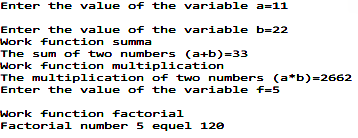 Enter the value of the variable a=11
Enter the value of the variable b=22
Work function summa
The sum of two numbers (a+b)=33
Work function multiplication
The multiplication of two numbers (a*b)=2662
Enter the value of the variable f=5
Work function factorial
Factorial number 5 equel 120